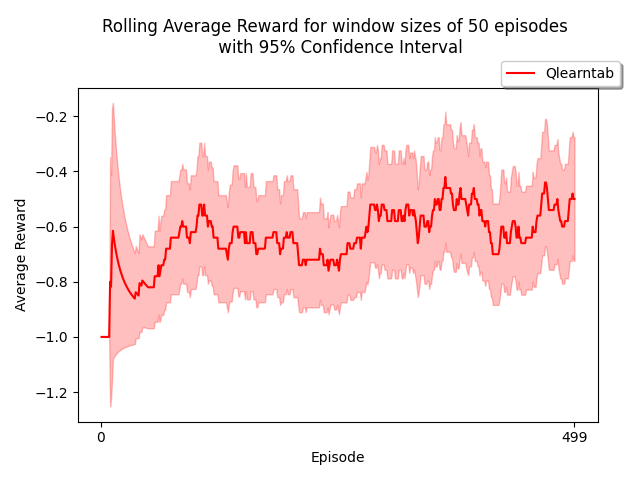 Rolling Average Reward for window sizes of 50 episodes
with 95% Confidence Interval
Qlearntab
Average Reward
−0.2
−0.4
−0.6
−0.8
−1.0
−1.2
0
499
Episode